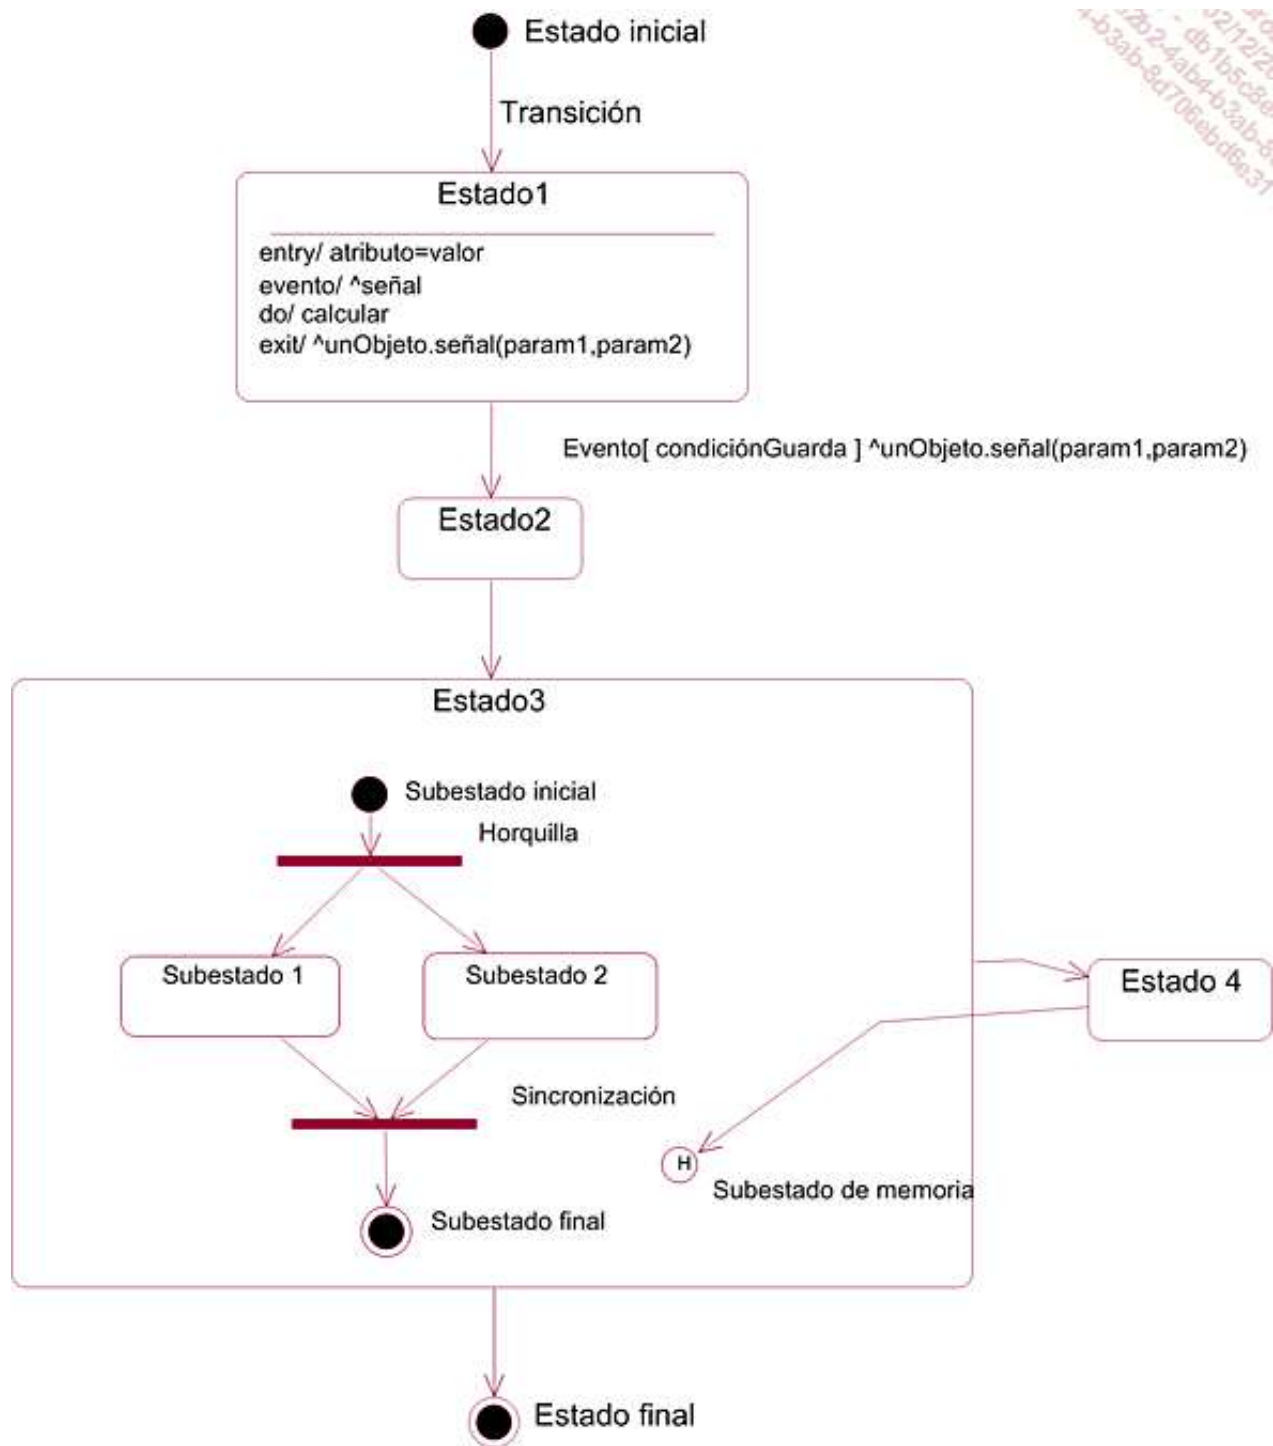 Estado inicial
Transición
Estado1
entry/ atributo=valor
evento/ ^señal
do/ calcular
exit/ ^unObjeto.señal(param1,param2)
Evento[ condiciónGuarda ] ^unObjeto.señal(param1,param2)
Estado2
Estado3
Subestado inicial
Horquilla
Subestado 1
Subestado 2
Estado 4
Sincronización
H
Subestado de memoria
Subestado final
Estado final